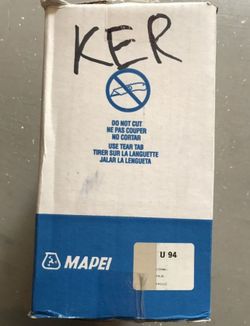 KER
DO NOT CUT
NE PAS COUPER
NO CORTAR
USE TEAR TAB
TIRER SUR LA LANGUETTE
JALAR LA LENGUETA
MAPEI
U 94